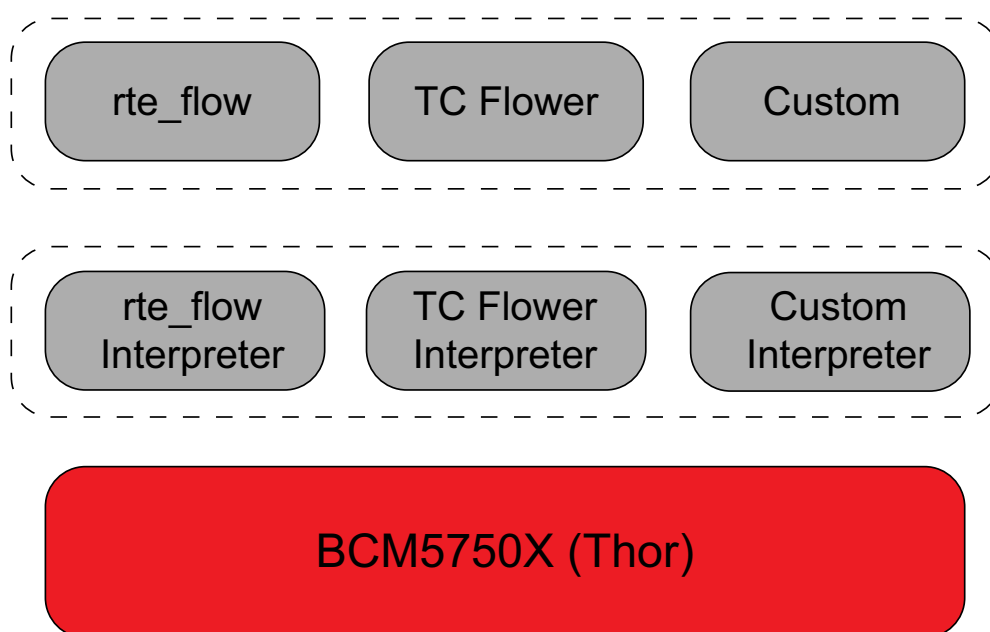 rte_flow
TC Flower
Custom
rte_flow
Interpreter
TC Flower
Interpreter
Custom
Interpreter
BCM5750X (Thor)